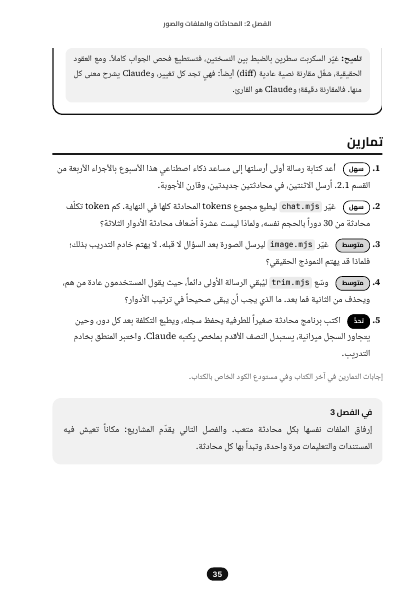 الفصل 2: المحادثات والملفات والصور
تلميح: غيّر السكربت سطرين بالضبط بين النسختين، فتستطيع فحص الجواب كاملاً. ومع العقود
الحقيقية، شغّل مقارنة نصية عادية (diff) أيضاً: فهي تجد كل تغيير، وClaude يشرح معنى كل
منها. فالمقارنة دقيقة؛ وClaude هو القارئ.
تمارين
1. سهل أعد كتابة رسالة أولى أرسلتها إلى مساعد ذكاء اصطناعي هذا الأسبوع بالأجزاء الأربعة من
القسم 2.1. أرسل الاثنتين، في محادثتين جديدتين، وقارن الأجوبة.
2. سهل غيّر chat.mjs ليطبع مجموع tokens المحادثة كلها في النهاية. كم token تكلّف
محادثة من 30 دوراً بالحجم نفسه، ولماذا ليست عشرة أضعاف محادثة الأدوار الثلاثة؟
3. متوسط غيّر image.mjs ليرسل الصورة بعد السؤال لا قبله. لا يهتم خادم التدريب بذلك؛
فلماذا قد يهتم النموذج الحقيقي؟
4. متوسط وسّع trim.mjs ليُبقي الرسالة الأولى دائماً، حيث يقول المستخدمون عادة من هم،
ويحذف من الثانية فما بعد. ما الذي يجب أن يبقى صحيحاً في ترتيب الأدوار؟
5. تحدٍّ اكتب برنامج محادثة صغيراً للطرفية يحفظ سجله، ويطبع التكلفة بعد كل دور، وحين
يتجاوز السجل ميزانية، يستبدل النصف الأقدم بملخص يكتبه Claude. واختبر المنطق بخادم
التدريب.
إجابات التمارين في آخر الكتاب وفي مستودع الكود الخاص بالكتاب.
في الفصل 3
إرفاق الملفات نفسها بكل محادثة متعب. والفصل التالي يقدّم المشاريع: مكاناً تعيش فيه
المستندات والتعليمات مرة واحدة، وتبدأ بها كل محادثة.
35